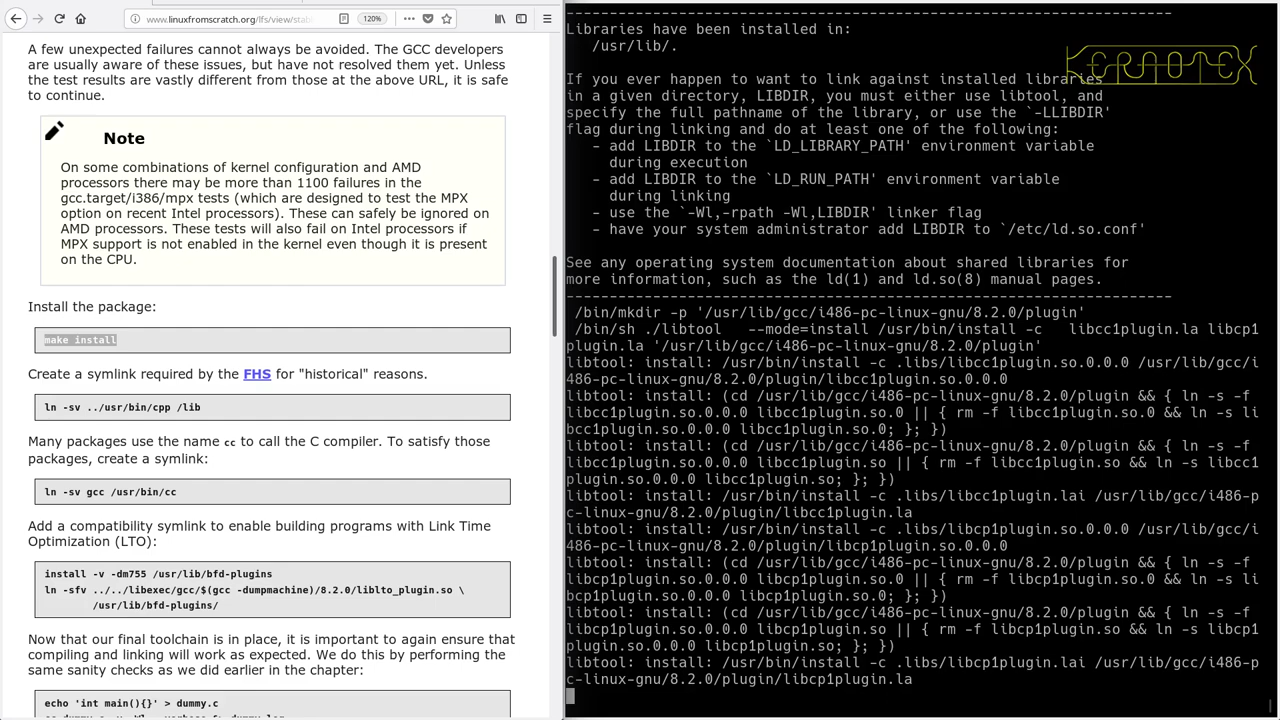 www.linuxfromscratch.org/lfs/view/stab
120%
A few unexpected failures cannot always be avoided. The GCC developers
are usually aware of these issues, but have not resolved them yet. Unless
the test results are vastly different from those at the above URL, it is safe
to continue.
Note
On some combinations of kernel configuration and AMD
processors there may be more than 1100 failures in the
gcc.target/i386/mpx tests (which are designed to test the MPX
option on recent Intel processors). These can safely be ignored on
AMD processors. These tests will also fail on Intel processors if
MPX support is not enabled in the kernel even though it is present
on the CPU.
Install the package:
make install
Create a symlink required by the FHS for "historical" reasons.
ln -sv ../usr/bin/cpp /lib
Many packages use the name cc to call the C compiler. To satisfy those
packages, create a symlink:
ln -sv gcc /usr/bin/cc
Add a compatibility symlink to enable building programs with Link Time
Optimization (LTO):
install -v -dm755 /usr/lib/bfd-plugins
ln -sfv ../../libexec/gcc/$(gcc -dumpmachine)/8.2.0/liblto_plugin.so \
/usr/lib/bfd-plugins/
Now that our final toolchain is in place, it is important to again ensure that
compiling and linking will work as expected. We do this by performing the
same sanity checks as we did earlier in the chapter:
echo 'int main(){}' > dummy.c
----------------------------------------------------------------------
Libraries have been installed in:
/usr/lib/.
If you ever happen to want to link against installed libraries
in a given directory, LIBDIR, you must either use libtool, and
specify the full pathname of the library, or use the `-LLIBDIR'
flag during linking and do at least one of the following:
- add LIBDIR to the `LD_LIBRARY_PATH' environment variable
during execution
- add LIBDIR to the `LD_RUN_PATH' environment variable
during linking
- use the `-Wl,-rpath -Wl,LIBDIR' linker flag
- have your system administrator add LIBDIR to `/etc/ld.so.conf'
See any operating system documentation about shared libraries for
more information, such as the ld(1) and ld.so(8) manual pages.
----------------------------------------------------------------------
/bin/mkdir -p '/usr/lib/gcc/i486-pc-linux-gnu/8.2.0/plugin'
/bin/sh ./libtool --mode=install /usr/bin/install -c libcc1plugin.la libcp1
plugin.la '/usr/lib/gcc/i486-pc-linux-gnu/8.2.0/plugin'
libtool: install: /usr/bin/install -c .libs/libcc1plugin.so.0.0.0 /usr/lib/gcc/i
486-pc-linux-gnu/8.2.0/plugin/libcc1plugin.so.0.0.0
libtool: install: (cd /usr/lib/gcc/i486-pc-linux-gnu/8.2.0/plugin && { ln -s -f
libcc1plugin.so.0.0.0 libcc1plugin.so.0 || { rm -f libcc1plugin.so.0 && ln -s li
bcc1plugin.so.0.0.0 libcc1plugin.so.0; }; })
libtool: install: (cd /usr/lib/gcc/i486-pc-linux-gnu/8.2.0/plugin && { ln -s -f
libcc1plugin.so.0.0.0 libcc1plugin.so || { rm -f libcc1plugin.so && ln -s libcc1
plugin.so.0.0.0 libcc1plugin.so; }; })
libtool: install: /usr/bin/install -c .libs/libcc1plugin.lai /usr/lib/gcc/i486-p
c-linux-gnu/8.2.0/plugin/libcc1plugin.la
libtool: install: /usr/bin/install -c .libs/libcp1plugin.so.0.0.0 /usr/lib/gcc/i
486-pc-linux-gnu/8.2.0/plugin/libcp1plugin.so.0.0.0
libtool: install: (cd /usr/lib/gcc/i486-pc-linux-gnu/8.2.0/plugin && { ln -s -f
libcp1plugin.so.0.0.0 libcp1plugin.so.0 || { rm -f libcp1plugin.so.0 && ln -s li
bcp1plugin.so.0.0.0 libcp1plugin.so.0; }; })
libtool: install: (cd /usr/lib/gcc/i486-pc-linux-gnu/8.2.0/plugin && { ln -s -f
libcp1plugin.so.0.0.0 libcp1plugin.so || { rm -f libcp1plugin.so && ln -s libcp1
plugin.so.0.0.0 libcp1plugin.so; }; })
libtool: install: /usr/bin/install -c .libs/libcp1plugin.lai /usr/lib/gcc/i486-p
c-linux-gnu/8.2.0/plugin/libcp1plugin.la